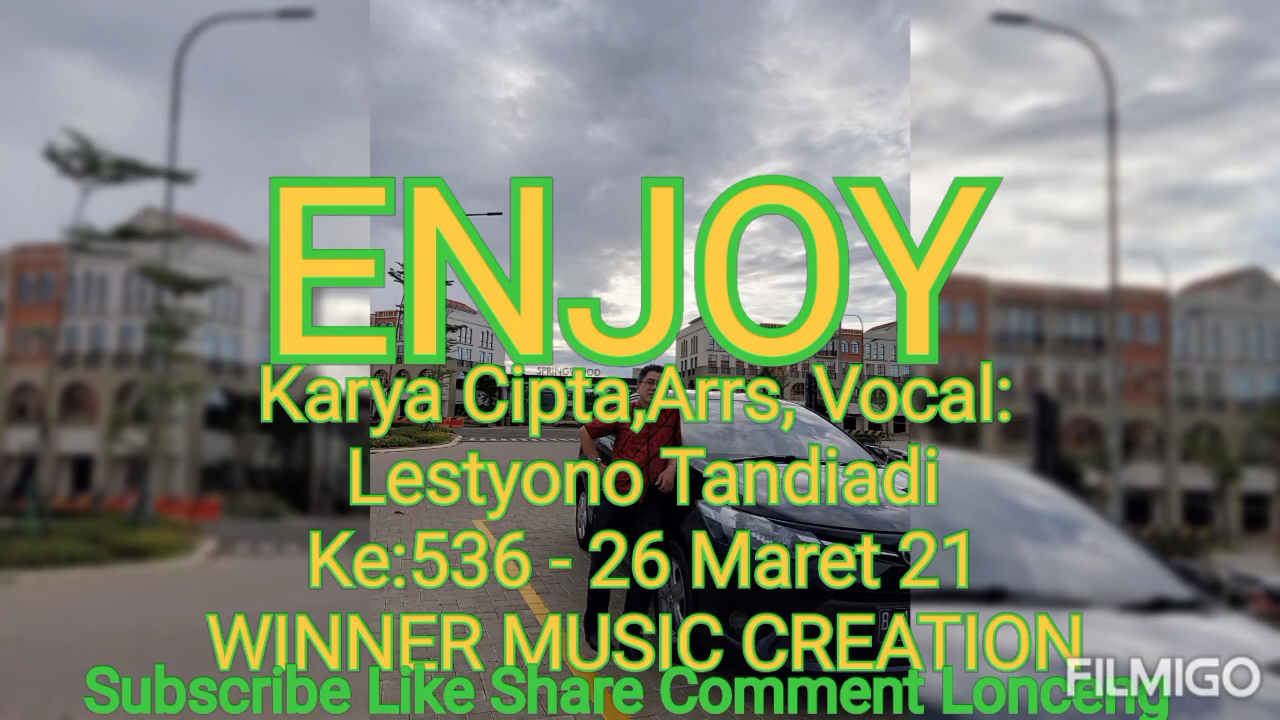 ENJOY
SPRINGWOOD
Karya Cipta,Arrs, Vocal:
Lestyono Tandiadi
Ke:536 - 26 Maret 21
WINNER MUSIC CREATION
Subscribe Like Share Comment Lonceng
FILMIGO